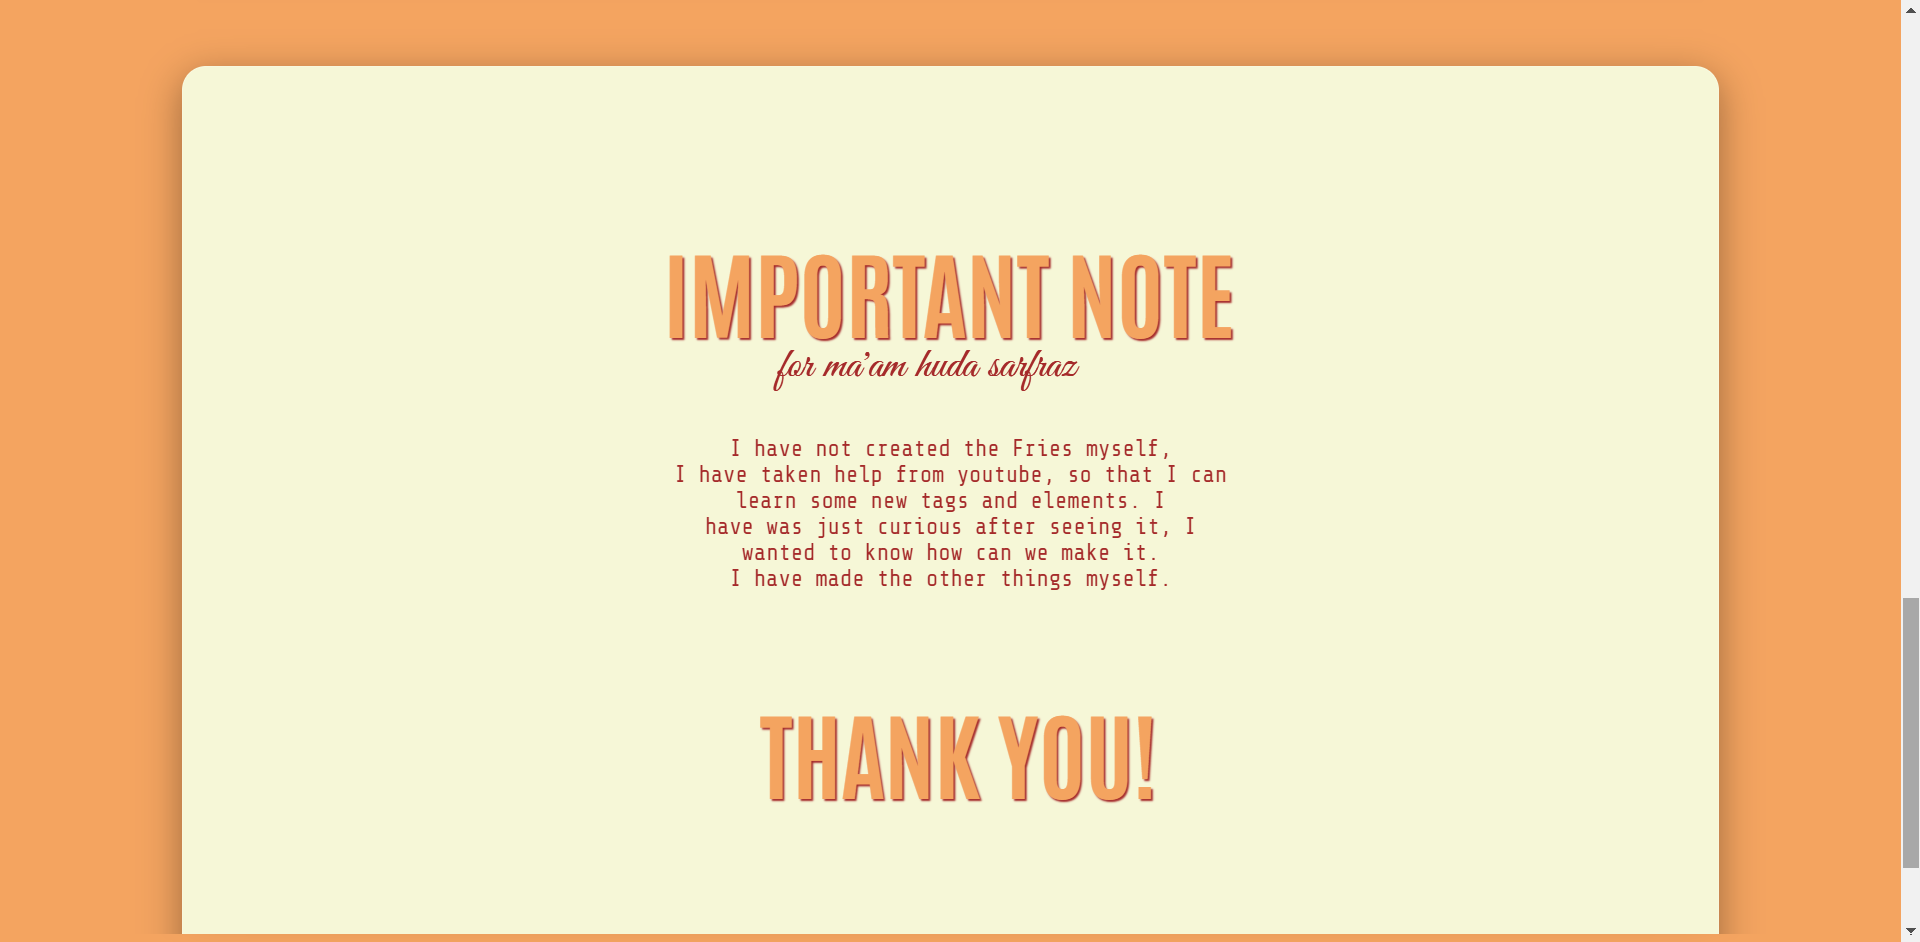 IMPORTANT NOTE
for ma'am huda sarfraz
I have not created the Fries myself,
I have taken help from youtube, so that I can
learn some new tags and elements. I
have was just curious after seeing it, I
wanted to know how can we make it.
I have made the other things myself.
THANK YOU!